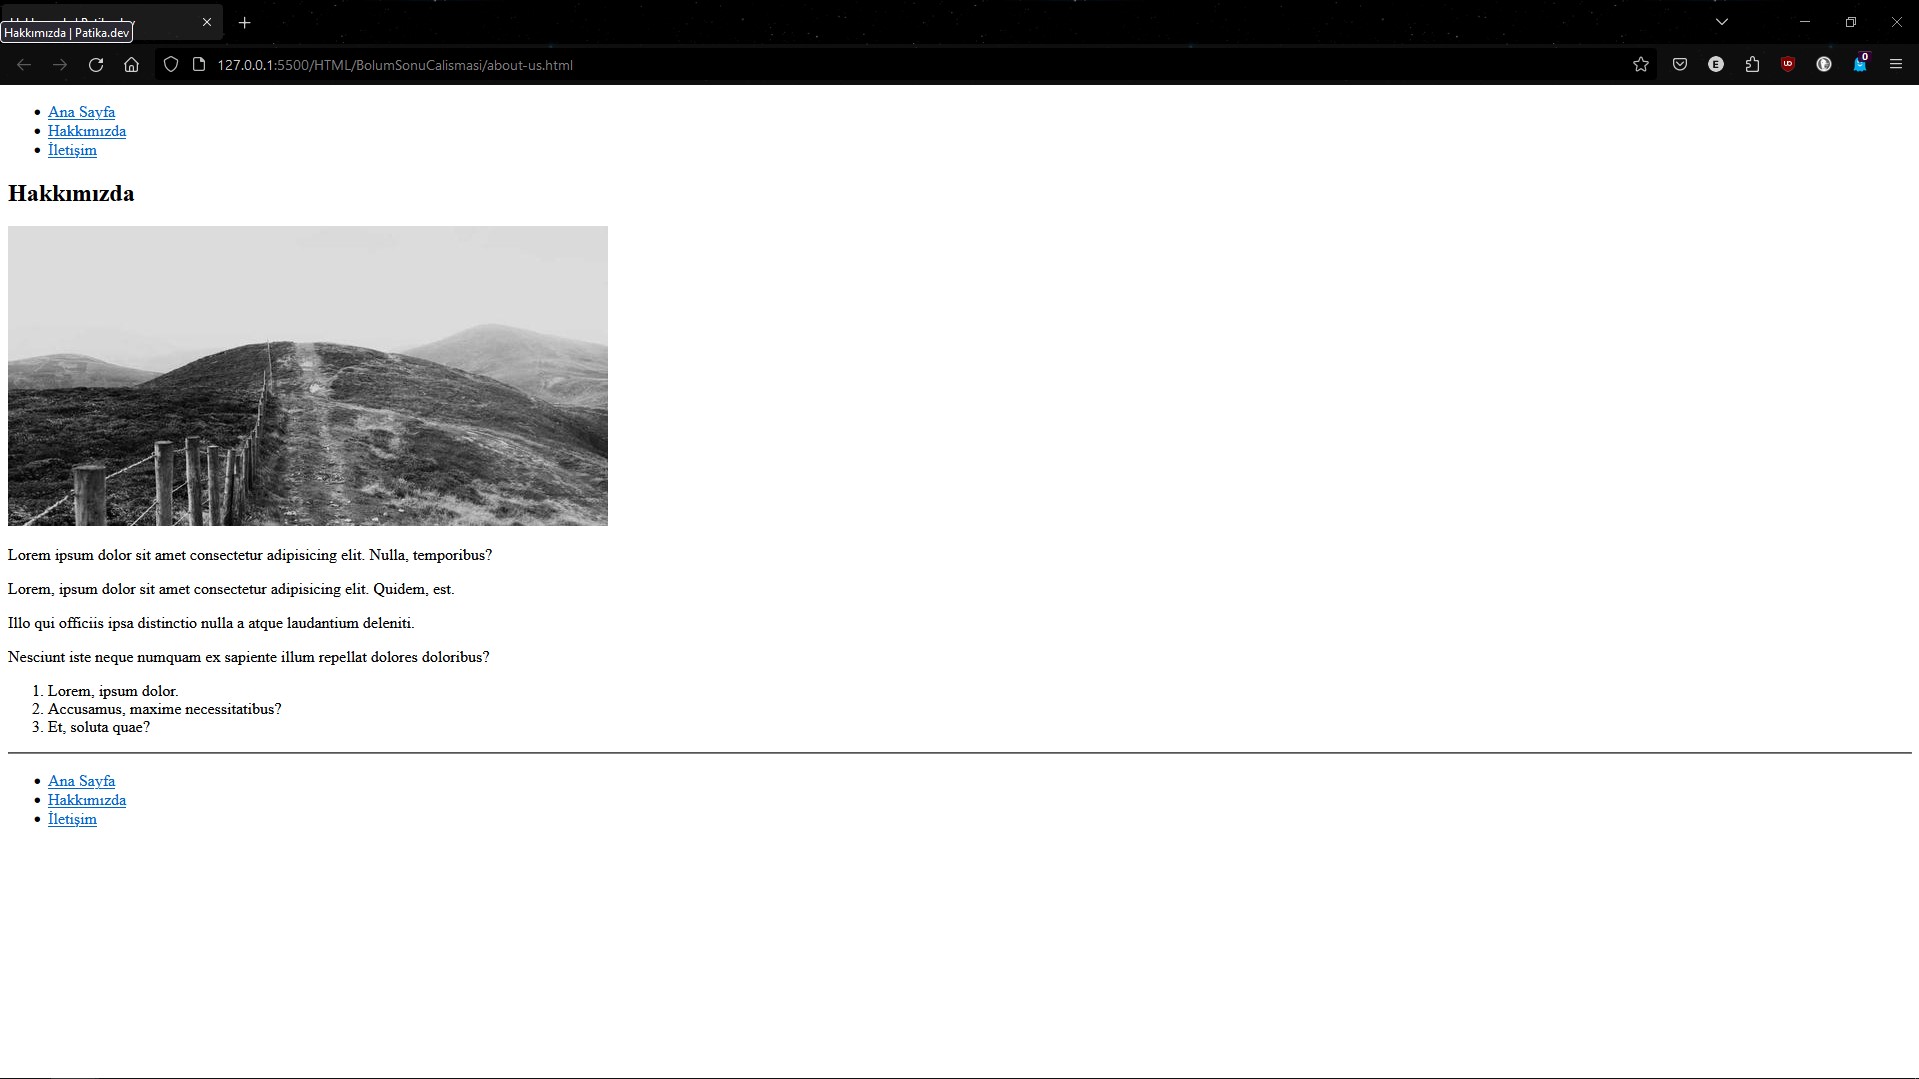 Hakkımızda | Patika.dev
127.0.0.1:5500/HTML/BolumSonuCalismasi/about-us.html
E
0
Ana Sayfa
Hakkımızda
İletişim
Hakkımızda
Lorem ipsum dolor sit amet consectetur adipisicing elit. Nulla, temporibus?
Lorem, ipsum dolor sit amet consectetur adipisicing elit. Quidem, est.
Illo qui officiis ipsa distinctio nulla a atque laudantium deleniti.
Nesciunt iste neque numquam ex sapiente illum repellat dolores doloribus?
1. Lorem, ipsum dolor.
2. Accusamus, maxime necessitatibus?
3. Et, soluta quae?
Ana Sayfa
Hakkımızda
İletişim